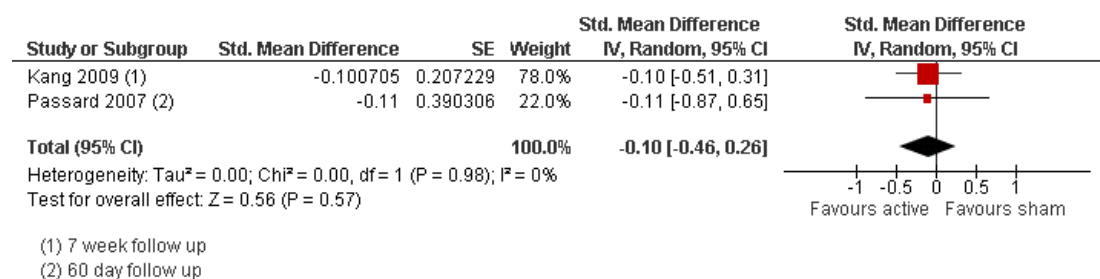 Std. Mean Difference Std. Mean Difference
Study or Subgroup Std. Mean Difference SE Weight IV, Random, 95% CI IV, Random, 95% CI
Kang 2009 (1) -0.100705 0.207229 78.0% -0.10 [-0.51, 0.31]
Passard 2007 (2) -0.11 0.390306 22.0% -0.11 [-0.87, 0.65]
Total (95% CI) 100.0% -0.10 [-0.46, 0.26]
Heterogeneity: Tau² = 0.00; Chi² = 0.00, df = 1 (P = 0.98); I² = 0%
Test for overall effect: Z = 0.56 (P = 0.57)
-1 -0.5 0 0.5 1
Favours active Favours sham
(1) 7 week follow up
(2) 60 day follow up